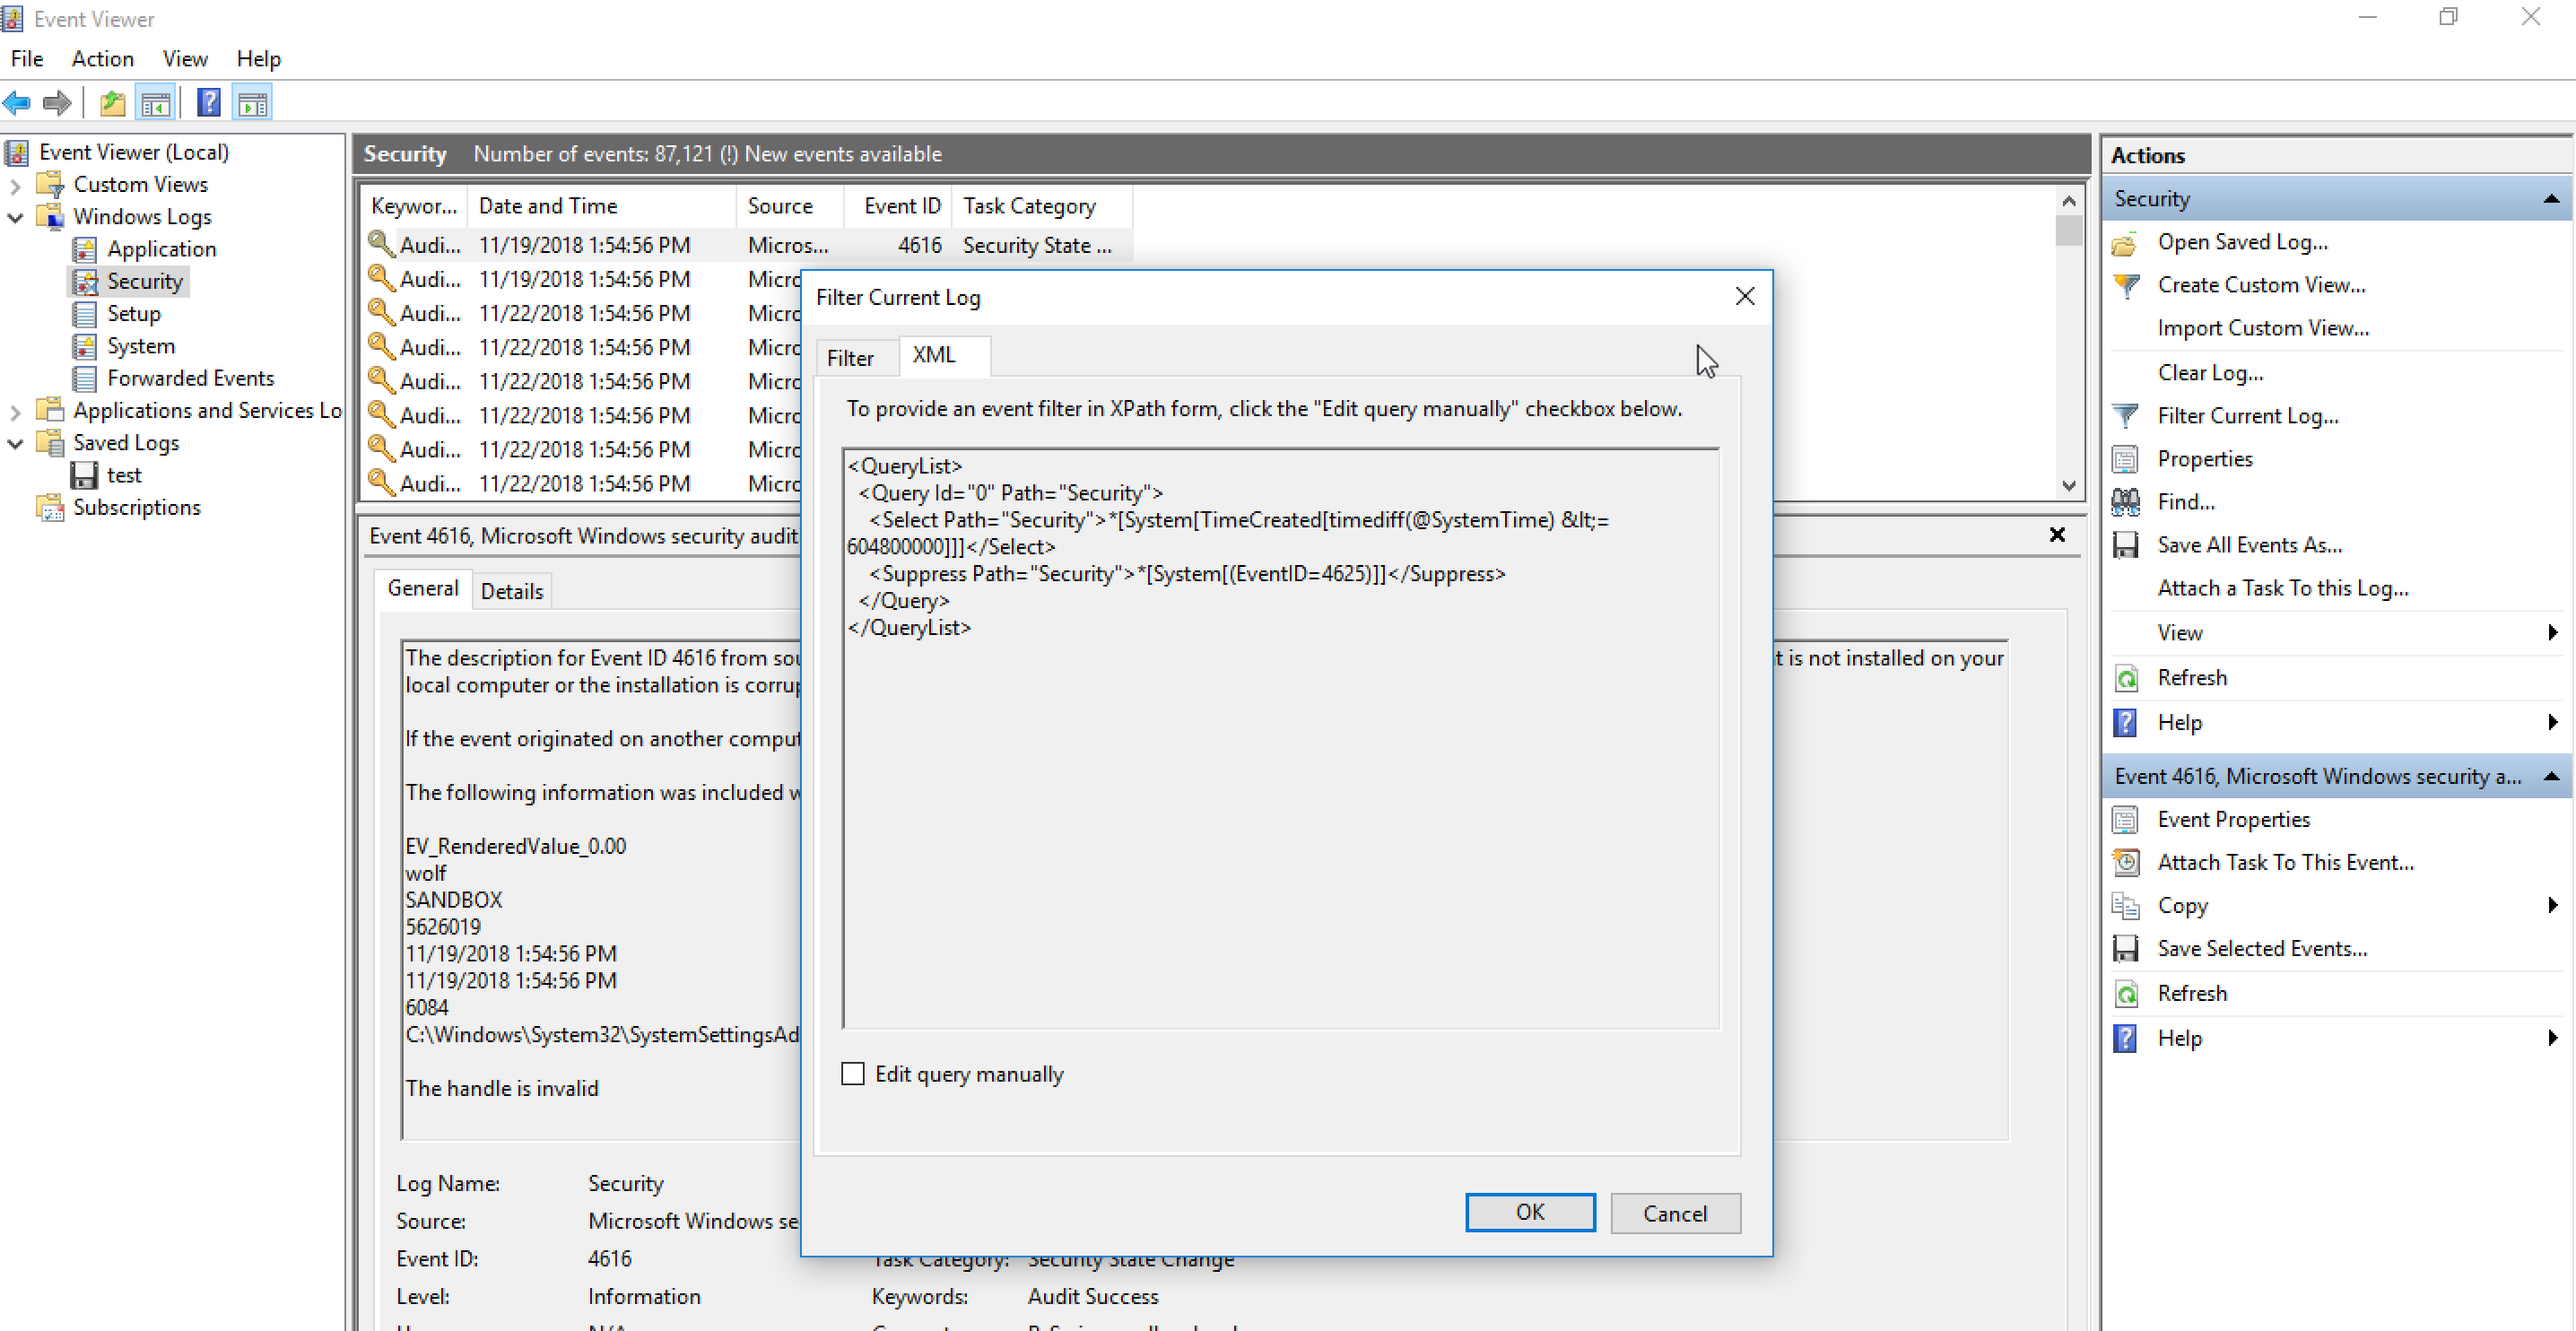 Event Viewer
File Action View Help
Event Viewer (Local)
Custom Views
Windows Logs
Application
Security
Setup
System
Forwarded Events
Applications and Services Lo
Saved Logs
test
Subscriptions
Security Number of events: 87,121 (!) New events available
Keywor... Date and Time Source Event ID Task Category
Audi... 11/19/2018 1:54:56 PM Micros... 4616 Security State ...
Audi... 11/19/2018 1:54:56 PM Micro
Audi... 11/22/2018 1:54:56 PM Micro
Audi... 11/22/2018 1:54:56 PM Micro
Audi... 11/22/2018 1:54:56 PM Micro
Audi... 11/22/2018 1:54:56 PM Micro
Audi... 11/22/2018 1:54:56 PM Micro
Audi... 11/22/2018 1:54:56 PM Micro
Event 4616, Microsoft Windows security audit
General Details
The description for Event ID 4616 from sou
t is not installed on your
local computer or the installation is corrup
If the event originated on another comput
The following information was included w
EV_RenderedValue_0.00
wolf
SANDBOX
5626019
11/19/2018 1:54:56 PM
11/19/2018 1:54:56 PM
6084
C:\Windows\System32\SystemSettingsAd
The handle is invalid
Log Name: Security
Source: Microsoft Windows se
Event ID: 4616 Task Category: Security State Change
Level: Information Keywords: Audit Success
Filter Current Log
Filter XML
To provide an event filter in XPath form, click the "Edit query manually" checkbox below.
<QueryList>
<Query Id="0" Path="Security">
<Select Path="Security">*[System[TimeCreated[timediff(@SystemTime) &lt;=
604800000]]]</Select>
<Suppress Path="Security">*[System[(EventID=4625)]]</Suppress>
</Query>
</QueryList>
Edit query manually
OK Cancel
Actions
Security
Open Saved Log...
Create Custom View...
Import Custom View...
Clear Log...
Filter Current Log...
Properties
Find...
Save All Events As...
Attach a Task To this Log...
View
Refresh
Help
Event 4616, Microsoft Windows security a...
Event Properties
Attach Task To This Event...
Copy
Save Selected Events...
Refresh
Help